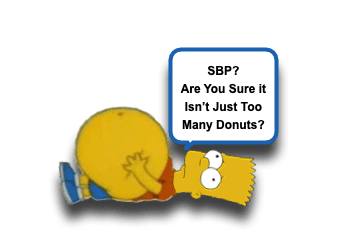 SBP?
Are You Sure it
Isn’t Just Too
Many Donuts?